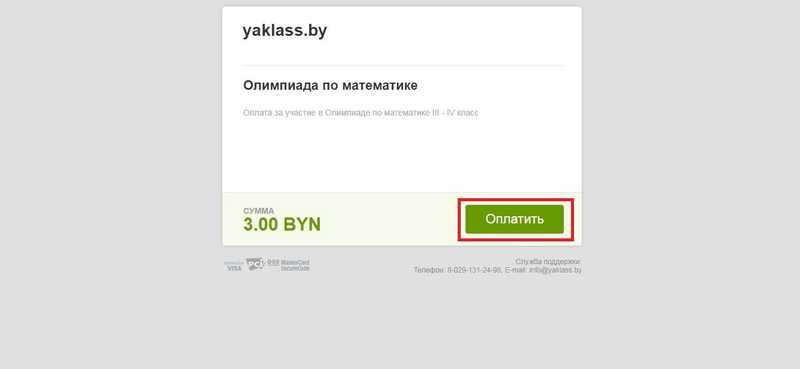 yaklass.by
Олимпиада по математике
Оплата за участие в Олимпиаде по математике III - IV класс
СУММА
3.00 BYN
Оплатить
VISA
PCI
MasterCard
SecureCode
Служба поддержки:
Телефон: 8-029-131-24-98, E-mail: info@yaklass.by